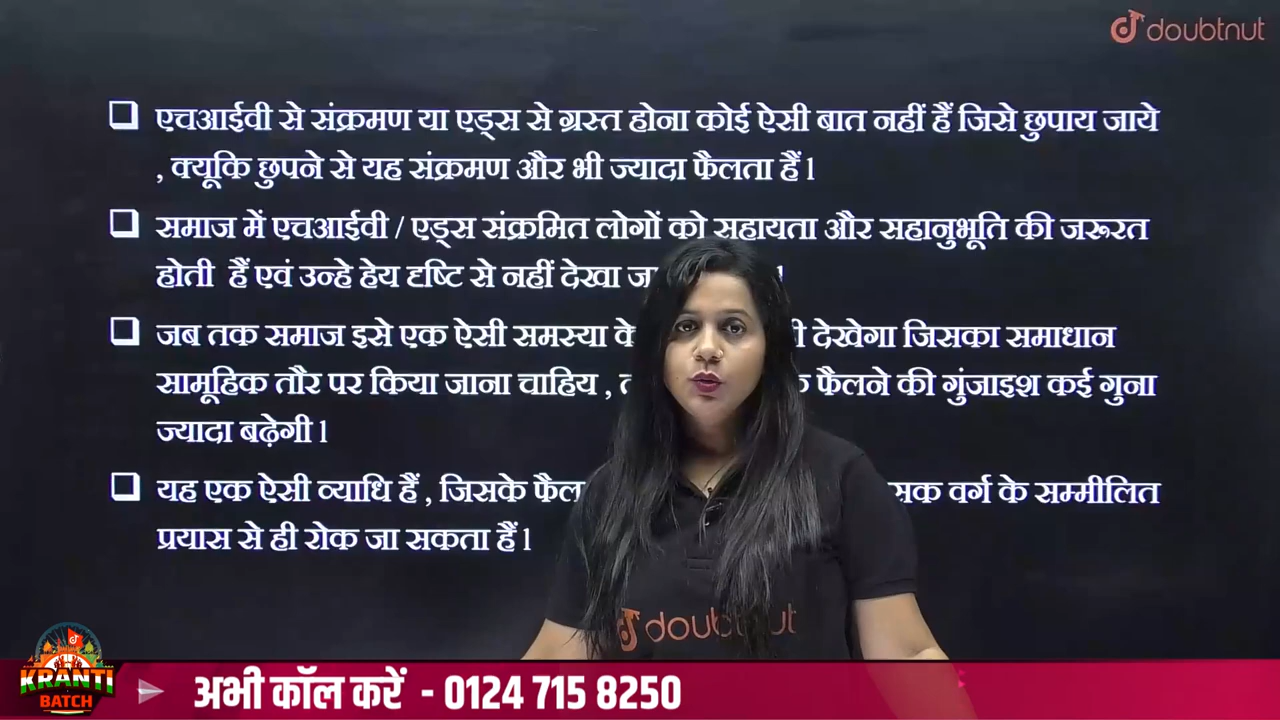 doubtnut
एचआईवी से संक्रमण या एड्स से ग्रस्त होना कोई ऐसी बात नहीं हैं जिसे छुपाय जाये
, क्यूकि छुपने से यह संक्रमण और भी ज्यादा फैलता हैं l
समाज में एचआईवी / एड्स संक्रमित लोगों को सहायता और सहानुभूति की जरूरत
होती हैं एवं उन्हे हेय दृष्टि से नहीं देखा
जब तक समाज इसे एक ऐसी समस्या देखेगा जिसका समाधान
सामूहिक तौर पर किया जाना चाहिय , फैलने की गुंजाइश कई गुना
ज्यादा बढ़ेगी l
यह एक ऐसी व्याधि हैं , जिसके वर्ग के सम्मीलित
प्रयास से ही रोक जा सकता हैं l
doubtnut
KRANTI
BATCH
अभी कॉल करें - 0124 715 8250